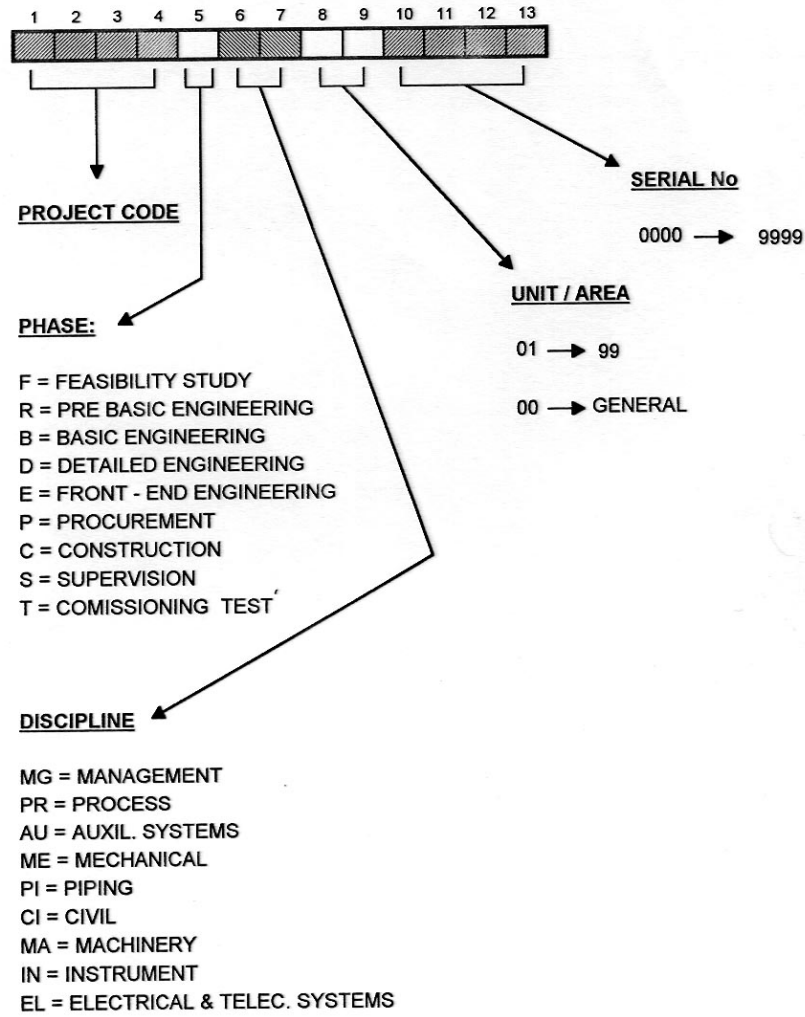 1 2 3 4 5 6 7 8 9 10 11 12 13
SERIAL No
0000 → 9999
PROJECT CODE
UNIT / AREA
01 → 99
00 → GENERAL
PHASE:
F = FEASIBILITY STUDY
R = PRE BASIC ENGINEERING
B = BASIC ENGINEERING
D = DETAILED ENGINEERING
E = FRONT - END ENGINEERING
P = PROCUREMENT
C = CONSTRUCTION
S = SUPERVISION
T = COMISSIONING TEST
DISCIPLINE
MG = MANAGEMENT
PR = PROCESS
AU = AUXIL. SYSTEMS
ME = MECHANICAL
PI = PIPING
CI = CIVIL
MA = MACHINERY
IN = INSTRUMENT
EL = ELECTRICAL & TELEC. SYSTEMS